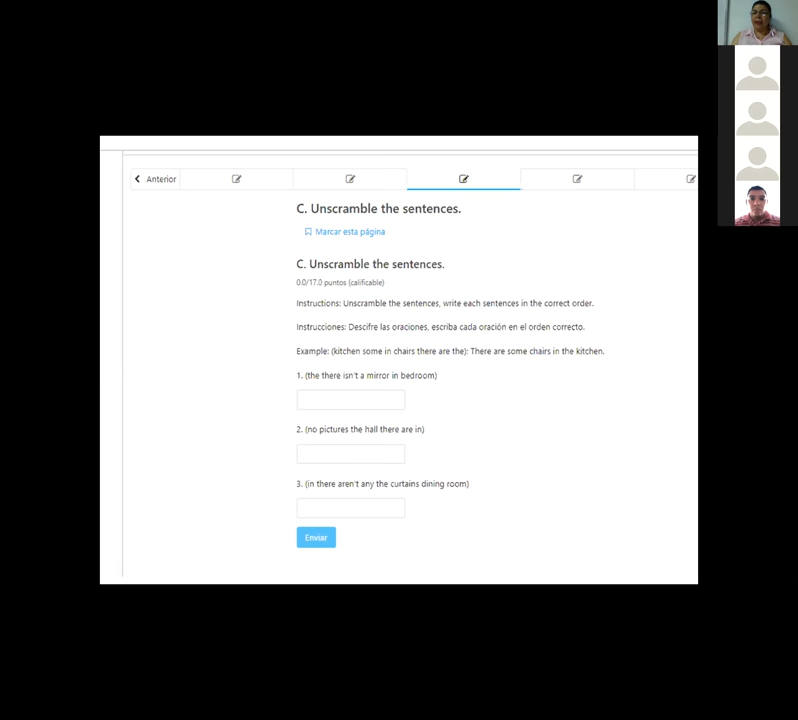 Anterior
C. Unscramble the sentences.
Marcar esta página
C. Unscramble the sentences.
0.0/17.0 puntos (calificable)
Instructions: Unscramble the sentences, write each sentences in the correct order.
Instrucciones: Descifre las oraciones, escriba cada oración en el orden correcto.
Example: (kitchen some in chairs there are the): There are some chairs in the kitchen.
1. (the there isn't a mirror in bedroom)
2. (no pictures the hall there are in)
3. (in there aren't any the curtains dining room)
Enviar